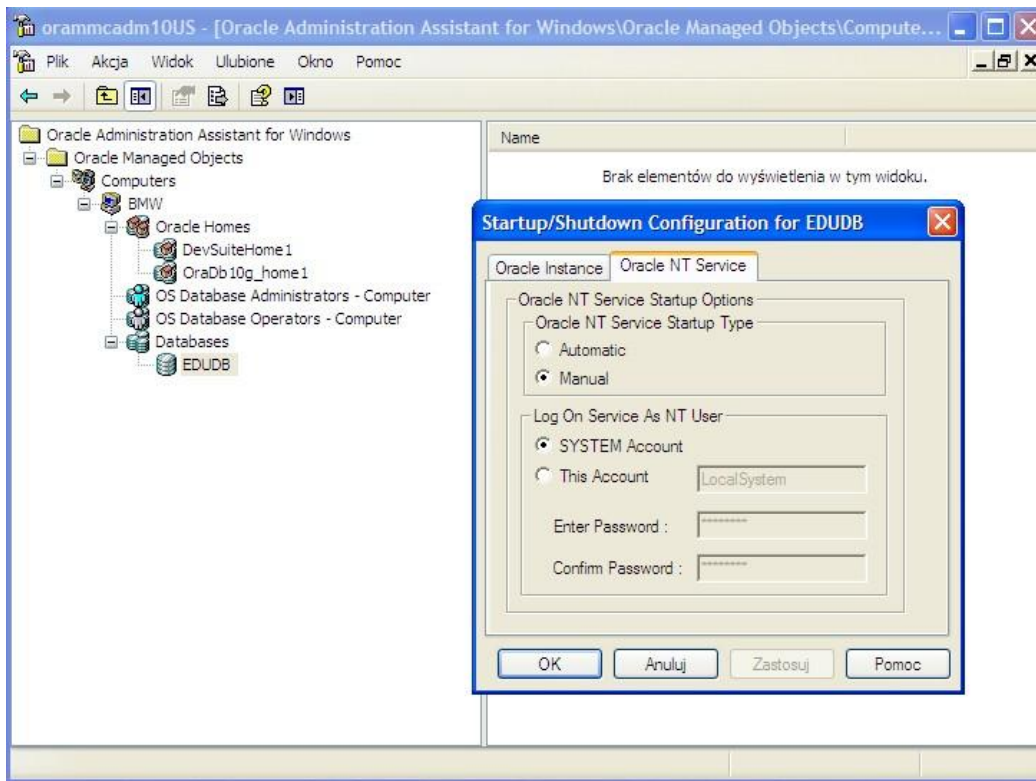 orammcadm10US - [Oracle Administration Assistant for Windows\Oracle Managed Objects\Compute...
Plik Akcja Widok Ulubione Okno Pomoc
Oracle Administration Assistant for Windows
Oracle Managed Objects
Computers
BMW
Oracle Homes
DevSuiteHome1
OraDb10g_home1
OS Database Administrators - Computer
OS Database Operators - Computer
Databases
EDUDB
Name
Brak elementów do wyświetlenia w tym widoku.
Startup/Shutdown Configuration for EDUDB
Oracle Instance Oracle NT Service
Oracle NT Service Startup Options
Oracle NT Service Startup Type
Automatic
Manual
Log On Service As NT User
SYSTEM Account
This Account LocalSystem
Enter Password : ********
Confirm Password : ********
OK Anuluj Zastosuj Pomoc